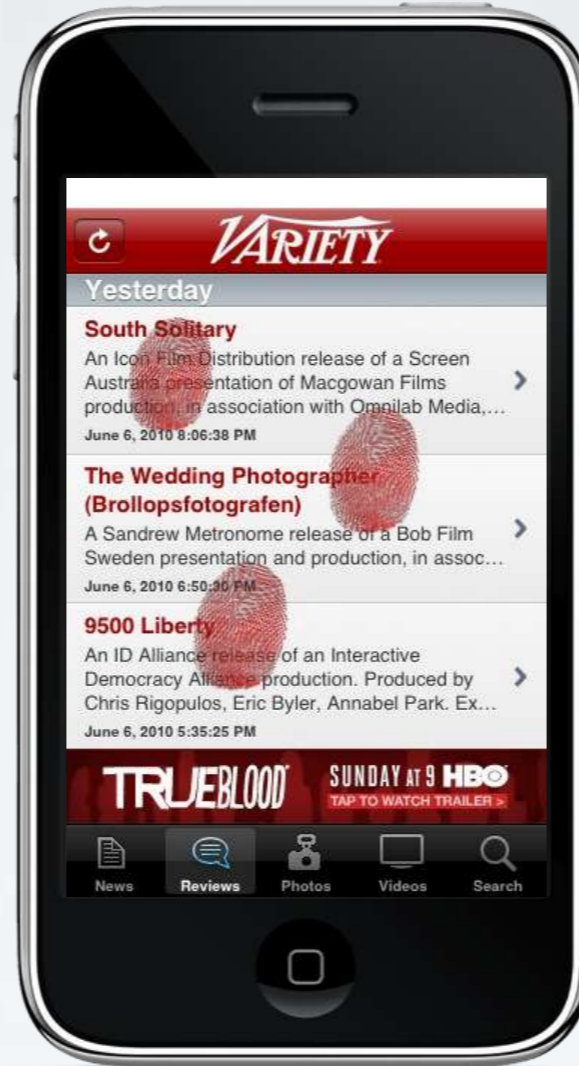 VARIETY
Yesterday
South Solitary
An Icon Film Distribution release of a Screen
Australia presentation of Macgowan Films
production, in association with Omnilab Media,...
June 6, 2010 8:06:38 PM
The Wedding Photographer
(Brollopsfotografen)
A Sandrew Metronome release of a Bob Film
Sweden presentation and production, in assoc...
June 6, 2010 6:50:30 PM
9500 Liberty
An ID Alliance release of an Interactive
Democracy Alliance production. Produced by
Chris Rigopulos, Eric Byler, Annabel Park. Ex...
June 6, 2010 5:35:25 PM
TRUEBLOOD SUNDAY AT 9 HBO
TAP TO WATCH TRAILER >
News Reviews Photos Videos Search